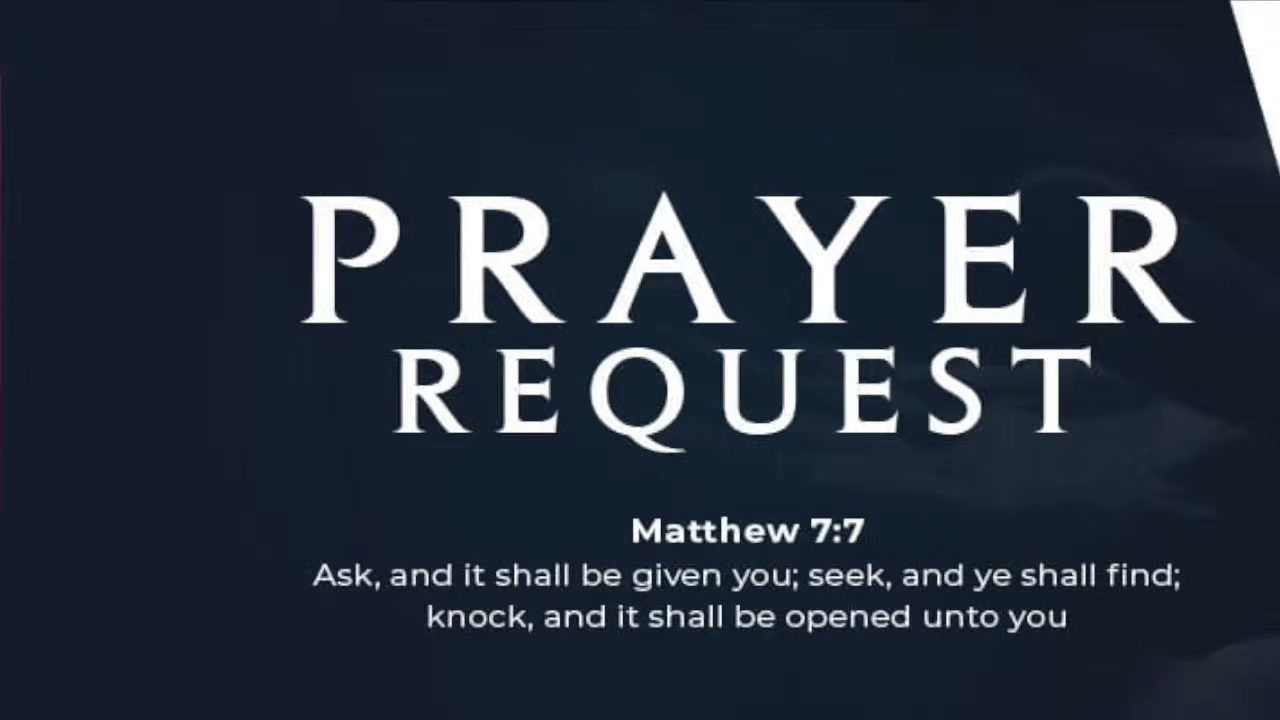 PRAYER
REQUEST
Matthew 7:7
Ask, and it shall be given you; seek, and ye shall find;
knock, and it shall be opened unto you